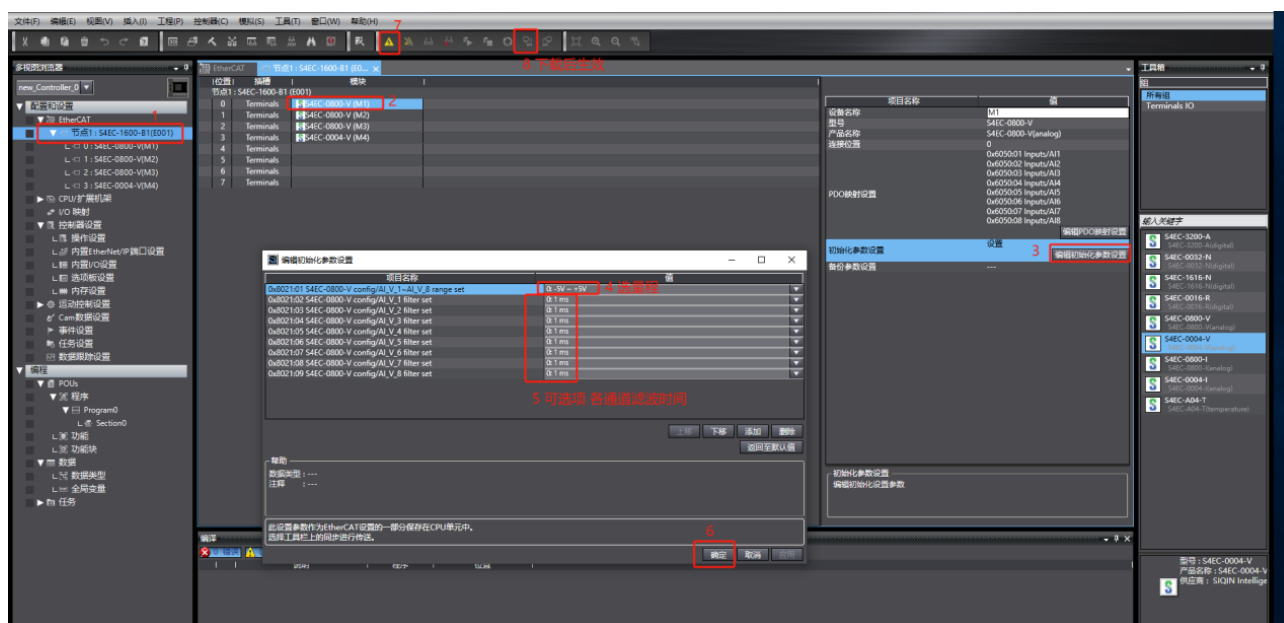 文件(F) 编辑(E) 视图(V) 插入(I) 工程(P) 控制器(C) 模拟(S) 工具(T) 窗口(W) 帮助(H)
7
8 下载后生效
多视图浏览器
new_Controller_0
配置和设置
1
EtherCAT
节点1 : S4EC-1600-B1(E001)
0 : S4EC-0800-V(M1)
1 : S4EC-0800-V(M2)
2 : S4EC-0800-V(M3)
3 : S4EC-0004-V(M4)
CPU/扩展机架
I/O 映射
控制器设置
操作设置
内置EtherNet/IP端口设置
内置I/O设置
选项板设置
内存设置
运动控制设置
Cam数据设置
事件设置
任务设置
数据跟踪设置
编程
POUs
程序
Program0
Section0
功能
功能块
数据
数据类型
全局变量
任务
EtherCAT 节点1 : S4EC-1600-B1 (E0...
位置 插槽 模块
节点1 : S4EC-1600-B1 (E001)
0 Terminals S4EC-0800-V (M1) 2
1 Terminals S4EC-0800-V (M2)
2 Terminals S4EC-0800-V (M3)
3 Terminals S4EC-0004-V (M4)
4 Terminals
5 Terminals
6 Terminals
7 Terminals
项目名称 值
设备名称 M1
型号 S4EC-0800-V
产品名称 S4EC-0800-V(analog)
连接位置 0
PDO映射设置
0x6050:01 Inputs/AI1
0x6050:02 Inputs/AI2
0x6050:03 Inputs/AI3
0x6050:04 Inputs/AI4
0x6050:05 Inputs/AI5
0x6050:06 Inputs/AI6
0x6050:07 Inputs/AI7
0x6050:08 Inputs/AI8
编辑PDO映射设置
初始化参数设置 设置
3 编辑初始化参数设置
备份参数设置 ---
初始化参数设置
编辑初始化设置参数
编辑初始化参数设置
项目名称 值
0x8021:01 S4EC-0800-V config/AI_V_1~AI_V_8 range set 0: -5V ~ +5V 4 选量程
0x8021:02 S4EC-0800-V config/AI_V_1 filter set 0: 1 ms
0x8021:03 S4EC-0800-V config/AI_V_2 filter set 0: 1 ms
0x8021:04 S4EC-0800-V config/AI_V_3 filter set 0: 1 ms
0x8021:05 S4EC-0800-V config/AI_V_4 filter set 0: 1 ms
0x8021:06 S4EC-0800-V config/AI_V_5 filter set 0: 1 ms
0x8021:07 S4EC-0800-V config/AI_V_6 filter set 0: 1 ms
0x8021:08 S4EC-0800-V config/AI_V_7 filter set 0: 1 ms
0x8021:09 S4EC-0800-V config/AI_V_8 filter set 0: 1 ms
5 可选项 各通道滤波时间
上移 下移 添加 删除
返回至默认值
帮助
数据类型 : ---
注释 : ---
此设置参数作为EtherCAT设置的一部分保存在CPU单元中。
选择工具栏上的同步进行传送。
6
确定 取消 应用
编译
0 错误
说明 程序 位置
工具箱
组
所有组
Terminals IO
输入关键字
S4EC-3200-A
S4EC-3200-A(digital)
S4EC-0032-N
S4EC-0032-N(digital)
S4EC-1616-N
S4EC-1616-N(digital)
S4EC-0016-R
S4EC-0016-R(digital)
S4EC-0800-V
S4EC-0800-V(analog)
S4EC-0004-V
S4EC-0004-V(analog)
S4EC-0800-I
S4EC-0800-I(analog)
S4EC-0004-I
S4EC-0004-I(analog)
S4EC-A04-T
S4EC-A04-T(temperature)
型号 : S4EC-0004-V
产品名称 : S4EC-0004-V
供应商 : SIQIN Intellige